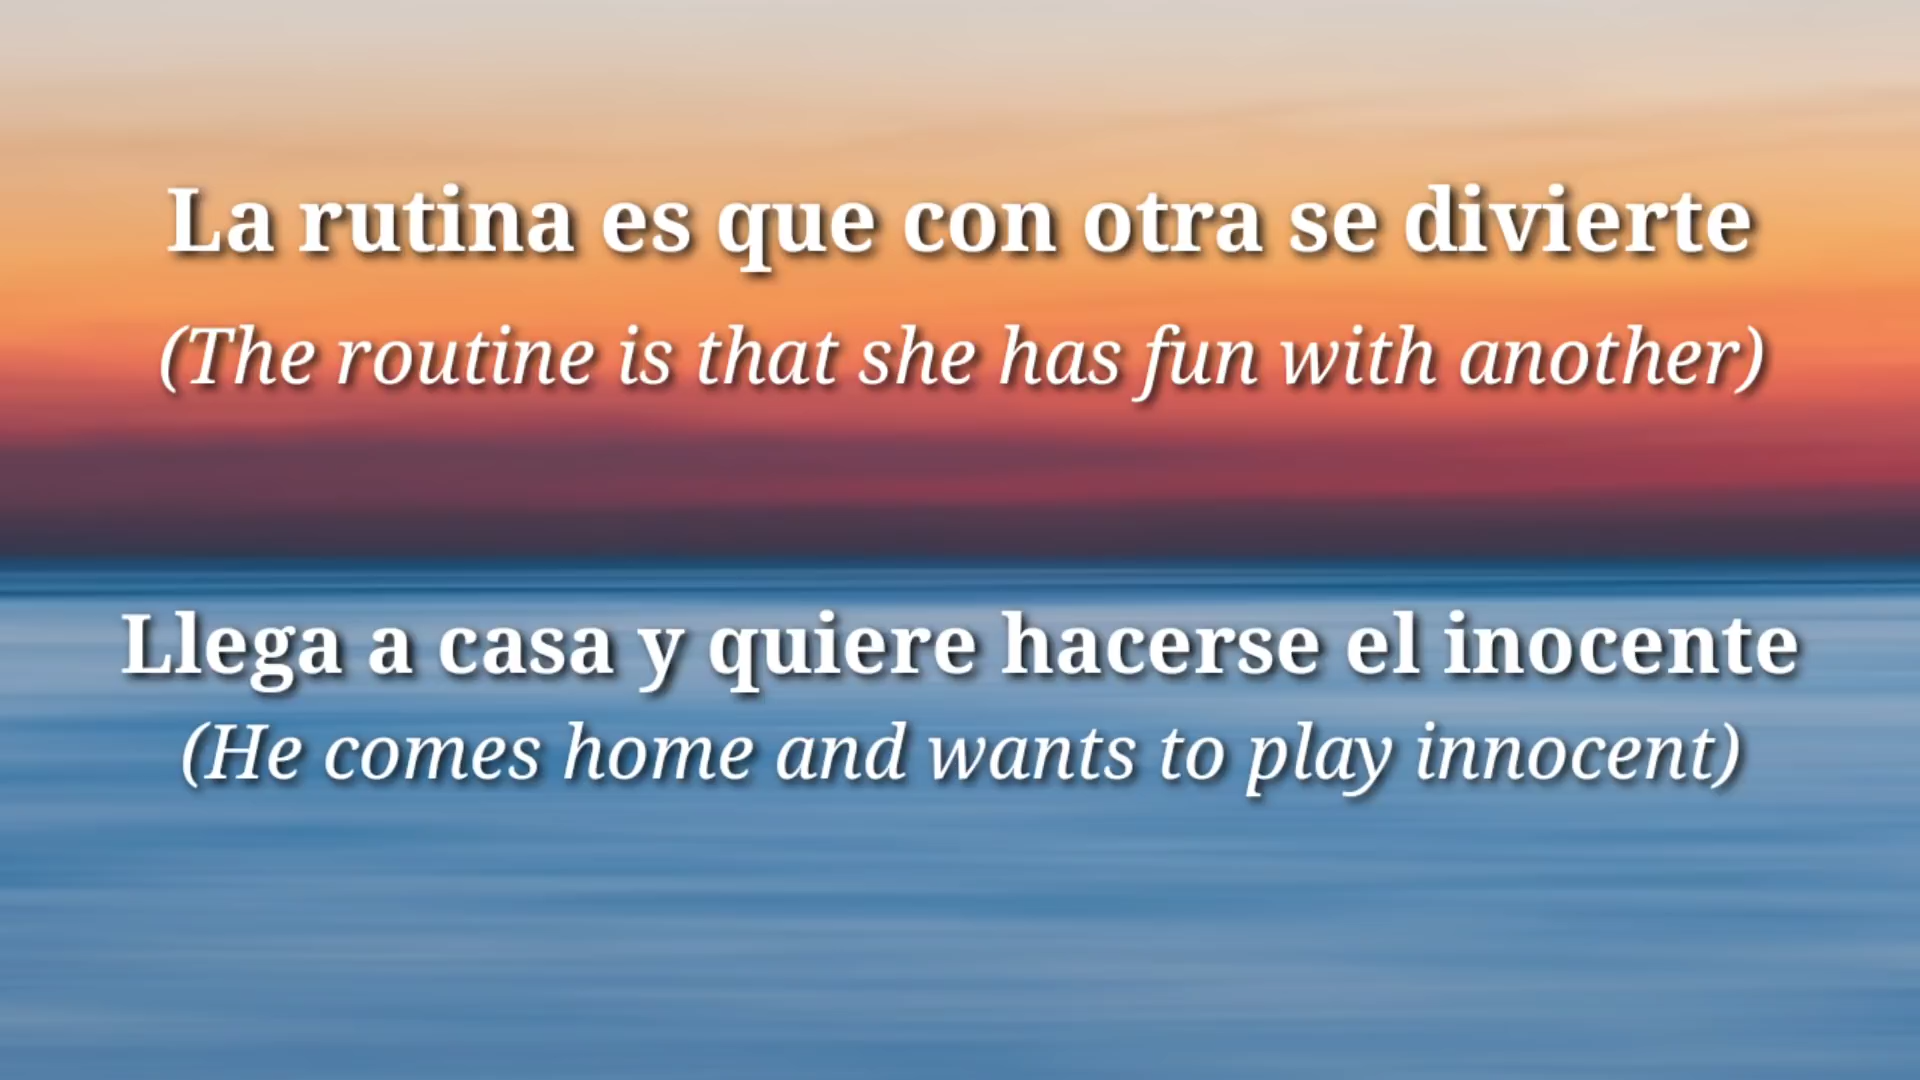 La rutina es que con otra se divierte
(The routine is that she has fun with another)
Llega a casa y quiere hacerse el inocente
(He comes home and wants to play innocent)